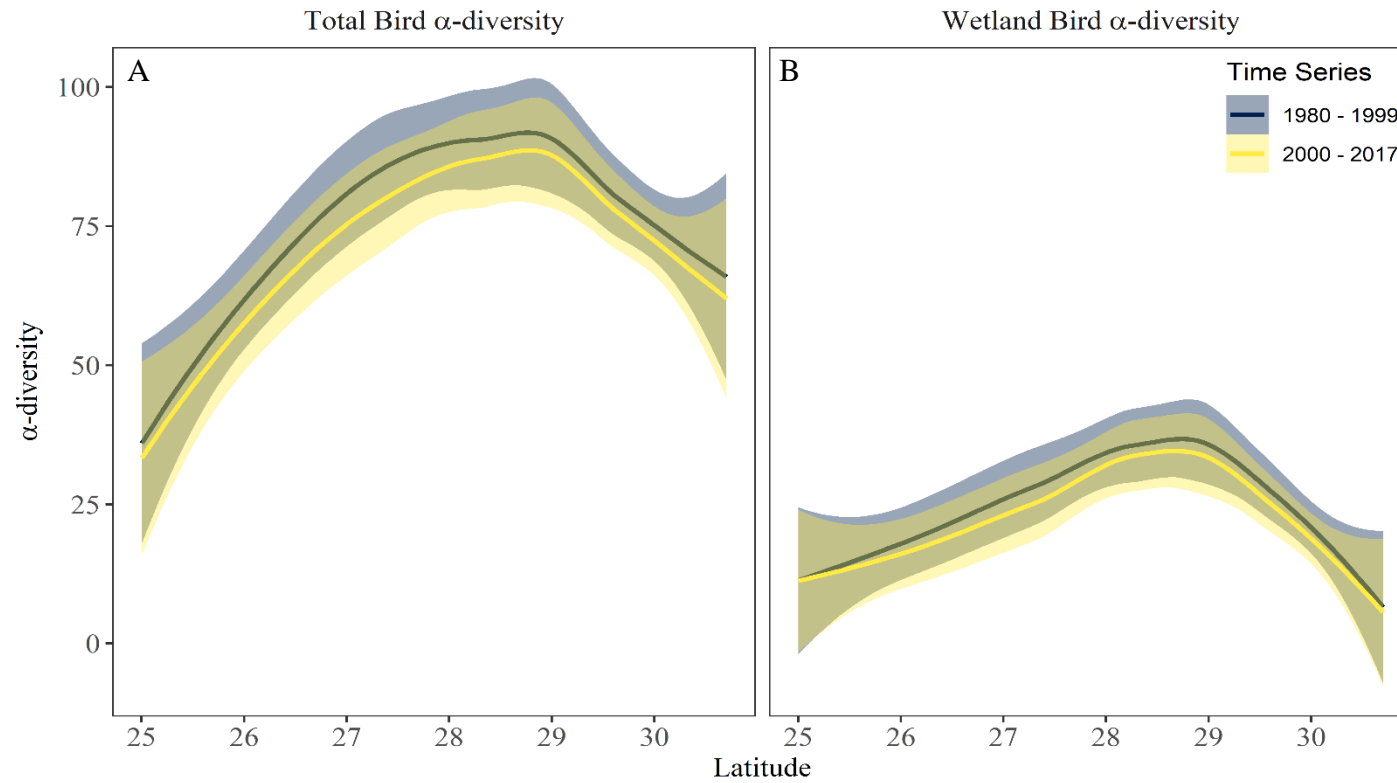 Total Bird α-diversity
Wetland Bird α-diversity
A
B
Time Series
1980 - 1999
2000 - 2017
α-diversity
100
75
50
25
0
25 26 27 28 29 30
25 26 27 28 29 30
Latitude